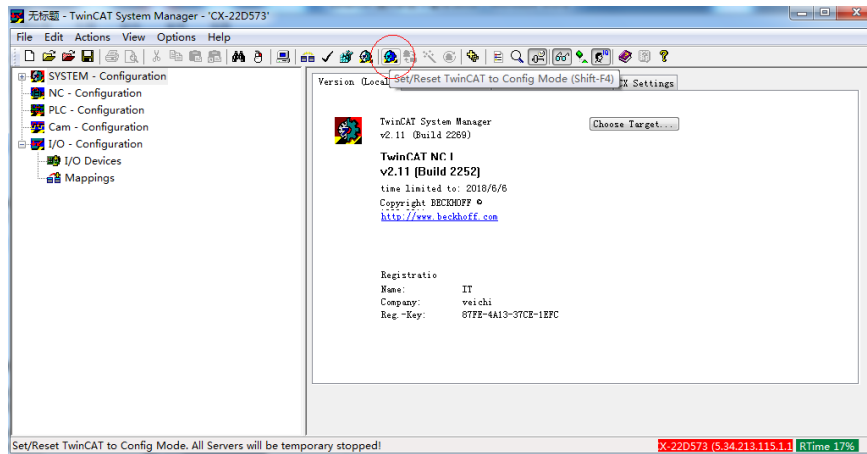 无标题 - TwinCAT System Manager - 'CX-22D573'
File Edit Actions View Options Help
Set/Reset TwinCAT to Config Mode (Shift-F4)
SYSTEM - Configuration
NC - Configuration
PLC - Configuration
Cam - Configuration
I/O - Configuration
I/O Devices
Mappings
Version (Local CX Settings
TwinCAT System Manager
v2.11 (Build 2269)
Choose Target...
TwinCAT NC I
v2.11 (Build 2252)
time limited to: 2018/6/6
Copyright BECKHOFF ©
http://www.beckhoff.com
Registratio
Name: IT
Company: veichi
Reg.-Key: 87FE-4A13-37CE-1EFC
Set/Reset TwinCAT to Config Mode. All Servers will be temporary stopped!
CX-22D573 (5.34.213.115.1.1 RTime 17%